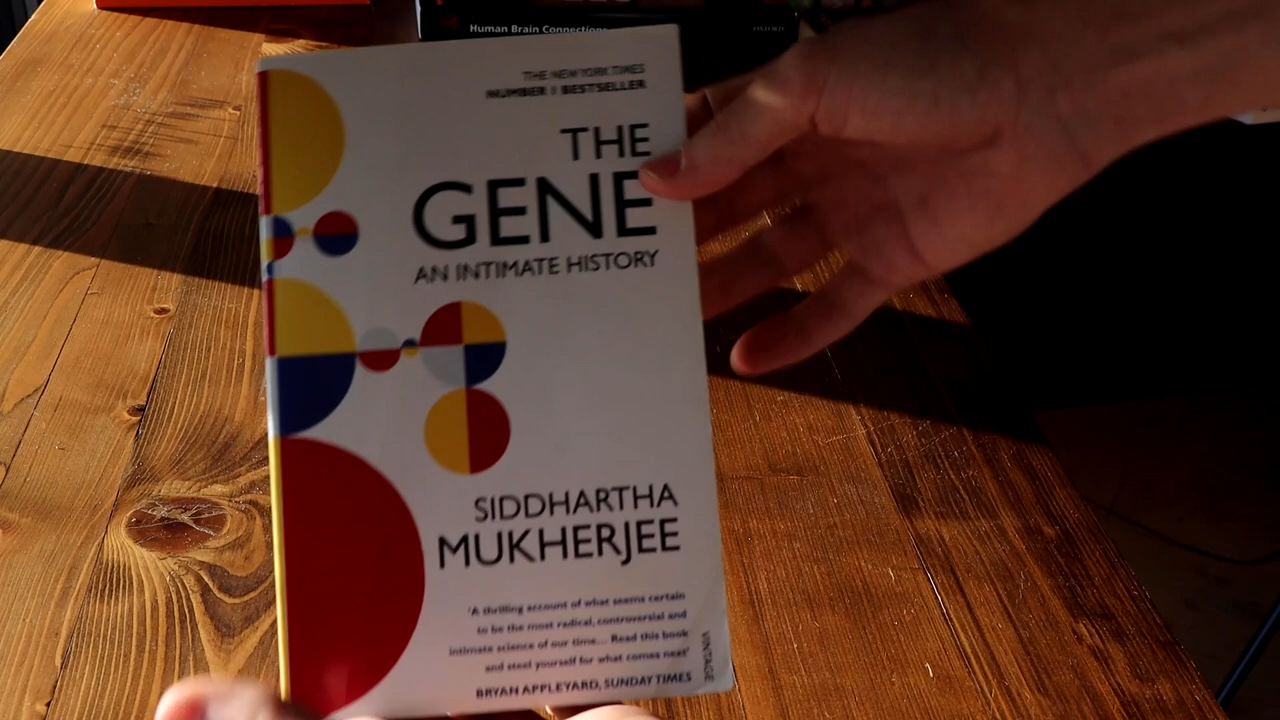 Human Brain Connections
OXFORD
THE NEW YORK TIMES
NUMBER 1 BESTSELLER
THE
GENE
AN INTIMATE HISTORY
SIDDHARTHA
MUKHERJEE
'A thrilling account of what seems certain
to be the most radical, controversial and
intimate science of our time... Read this book
and steel yourself for what comes next'
BRYAN APPLEYARD, SUNDAY TIMES
VINTAGE